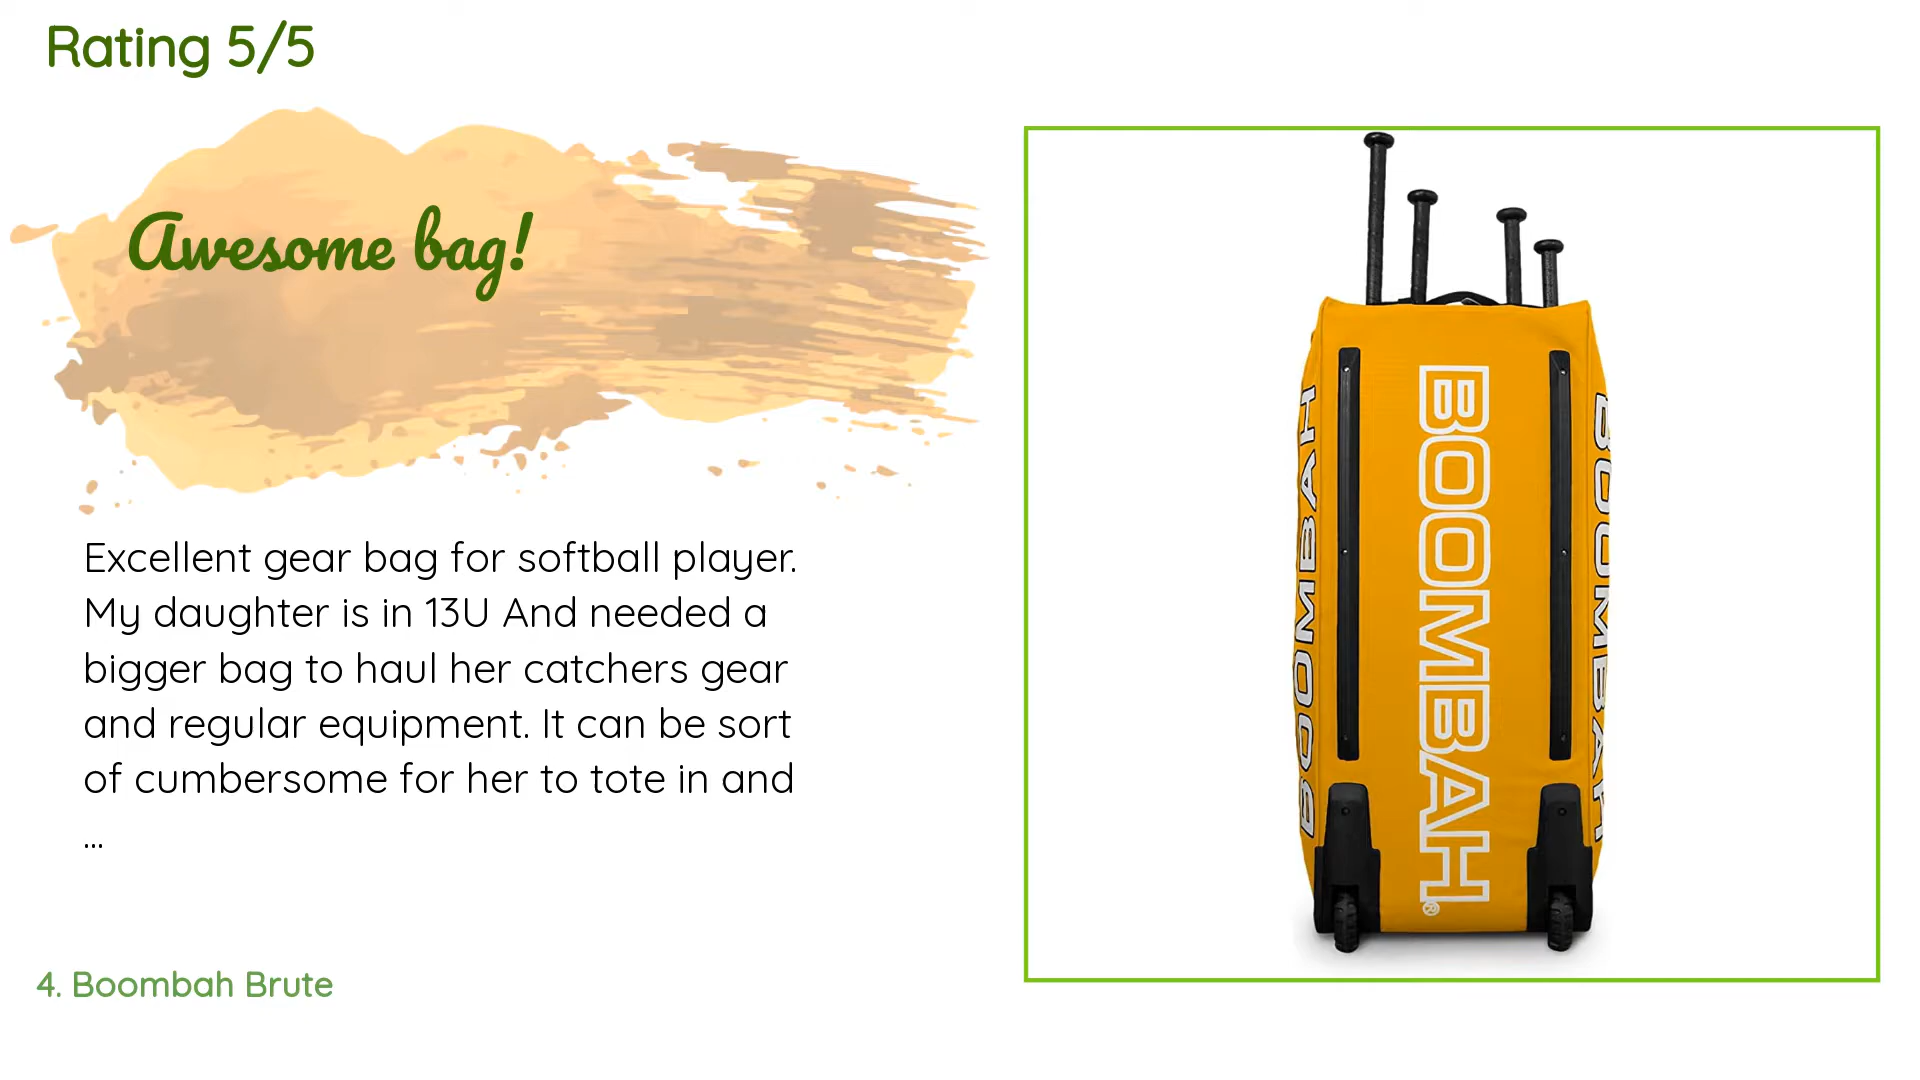 Rating 5/5
Awesome bag!
Excellent gear bag for softball player.
My daughter is in 13U And needed a
bigger bag to haul her catchers gear
and regular equipment. It can be sort
of cumbersome for her to tote in and
...
4. Boombah Brute
BOOMBAH
BOOMBAH®
BOOMBAH